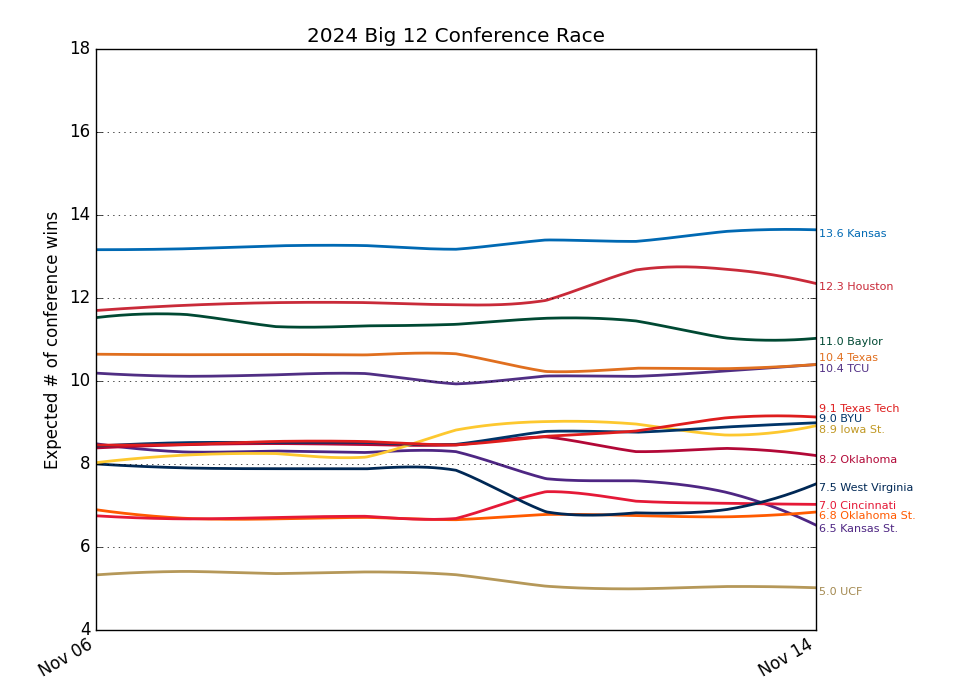 2024 Big 12 Conference Race
Expected # of conference wins
18
16
14
12
10
8
6
4
Nov 06
Nov 14
13.6 Kansas
12.3 Houston
11.0 Baylor
10.4 Texas
10.4 TCU
9.1 Texas Tech
9.0 BYU
8.9 Iowa St.
8.2 Oklahoma
7.5 West Virginia
7.0 Cincinnati
6.8 Oklahoma St.
6.5 Kansas St.
5.0 UCF